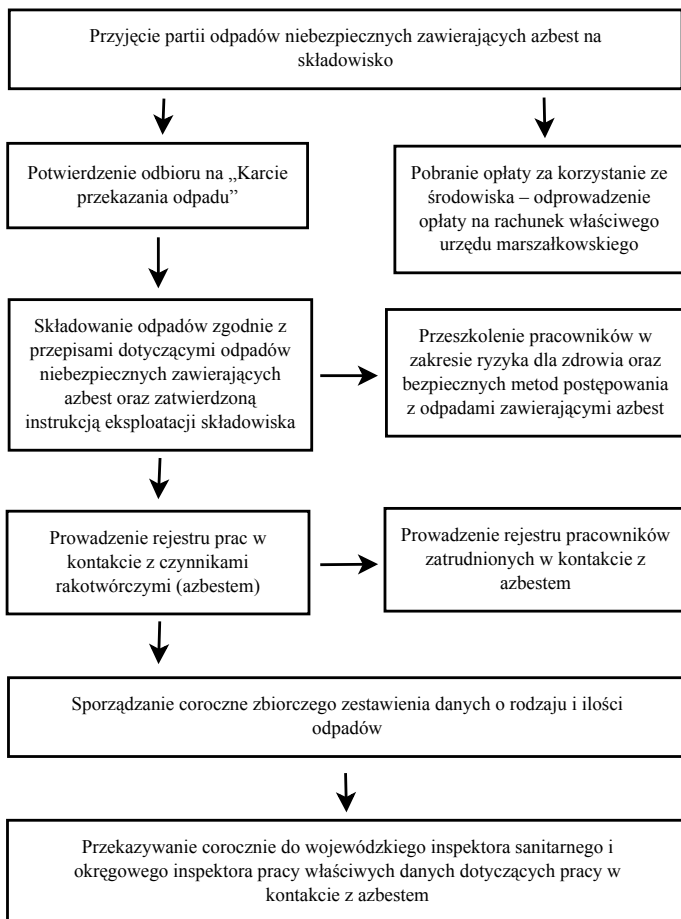 Przyjęcie partii odpadów niebezpiecznych zawierających azbest na
składowisko
Potwierdzenie odbioru na „Karcie
przekazania odpadu”
Pobranie opłaty za korzystanie ze
środowiska – odprowadzenie
opłaty na rachunek właściwego
urzędu marszałkowskiego
Składowanie odpadów zgodnie z
przepisami dotyczącymi odpadów
niebezpiecznych zawierających
azbest oraz zatwierdzoną
instrukcją eksploatacji składowiska
Przeszkolenie pracowników w
zakresie ryzyka dla zdrowia oraz
bezpiecznych metod postępowania
z odpadami zawierającymi azbest
Prowadzenie rejestru prac w
kontakcie z czynnikami
rakotwórczymi (azbestem)
Prowadzenie rejestru pracowników
zatrudnionych w kontakcie z
azbestem
Sporządzanie coroczne zbiorczego zestawienia danych o rodzaju i ilości
odpadów
Przekazywanie corocznie do wojewódzkiego inspektora sanitarnego i
okręgowego inspektora pracy właściwych danych dotyczących pracy w
kontakcie z azbestem